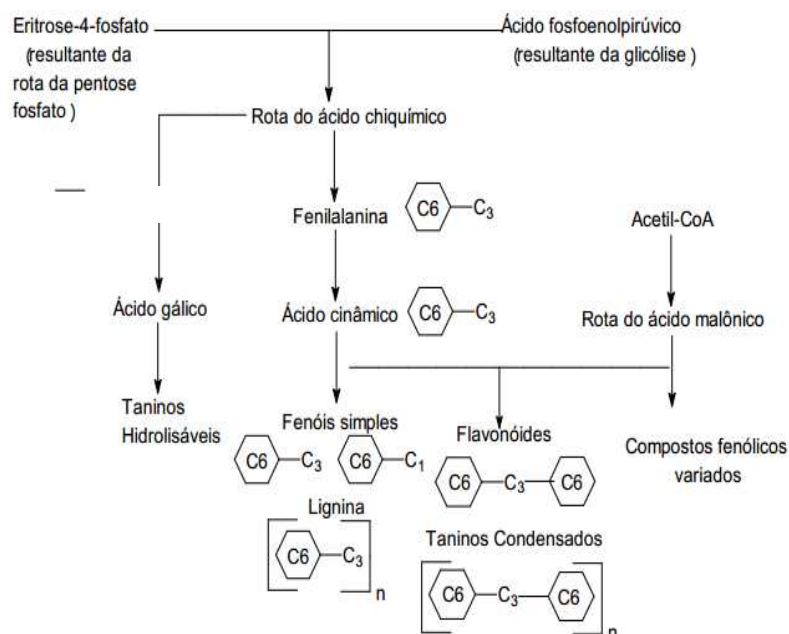 Eritrose-4-fosfato
(resultante da
rota da pentose
fosfato )
Ácido fosfoenolpirúvico
(resultante da glicólise )
Rota do ácido chiquímico
Fenilalanina
C6 C3
Acetil-CoA
Ácido gálico
Ácido cinâmico
C6 C3
Rota do ácido malônico
Taninos
Hidrolisáveis
Fenóis simples
C6 C3
C6 C1
Lignina
C6 C3 n
Flavonóides
C6 C3 C6
Taninos Condensados
C6 C3 C6 n
Compostos fenólicos
variados